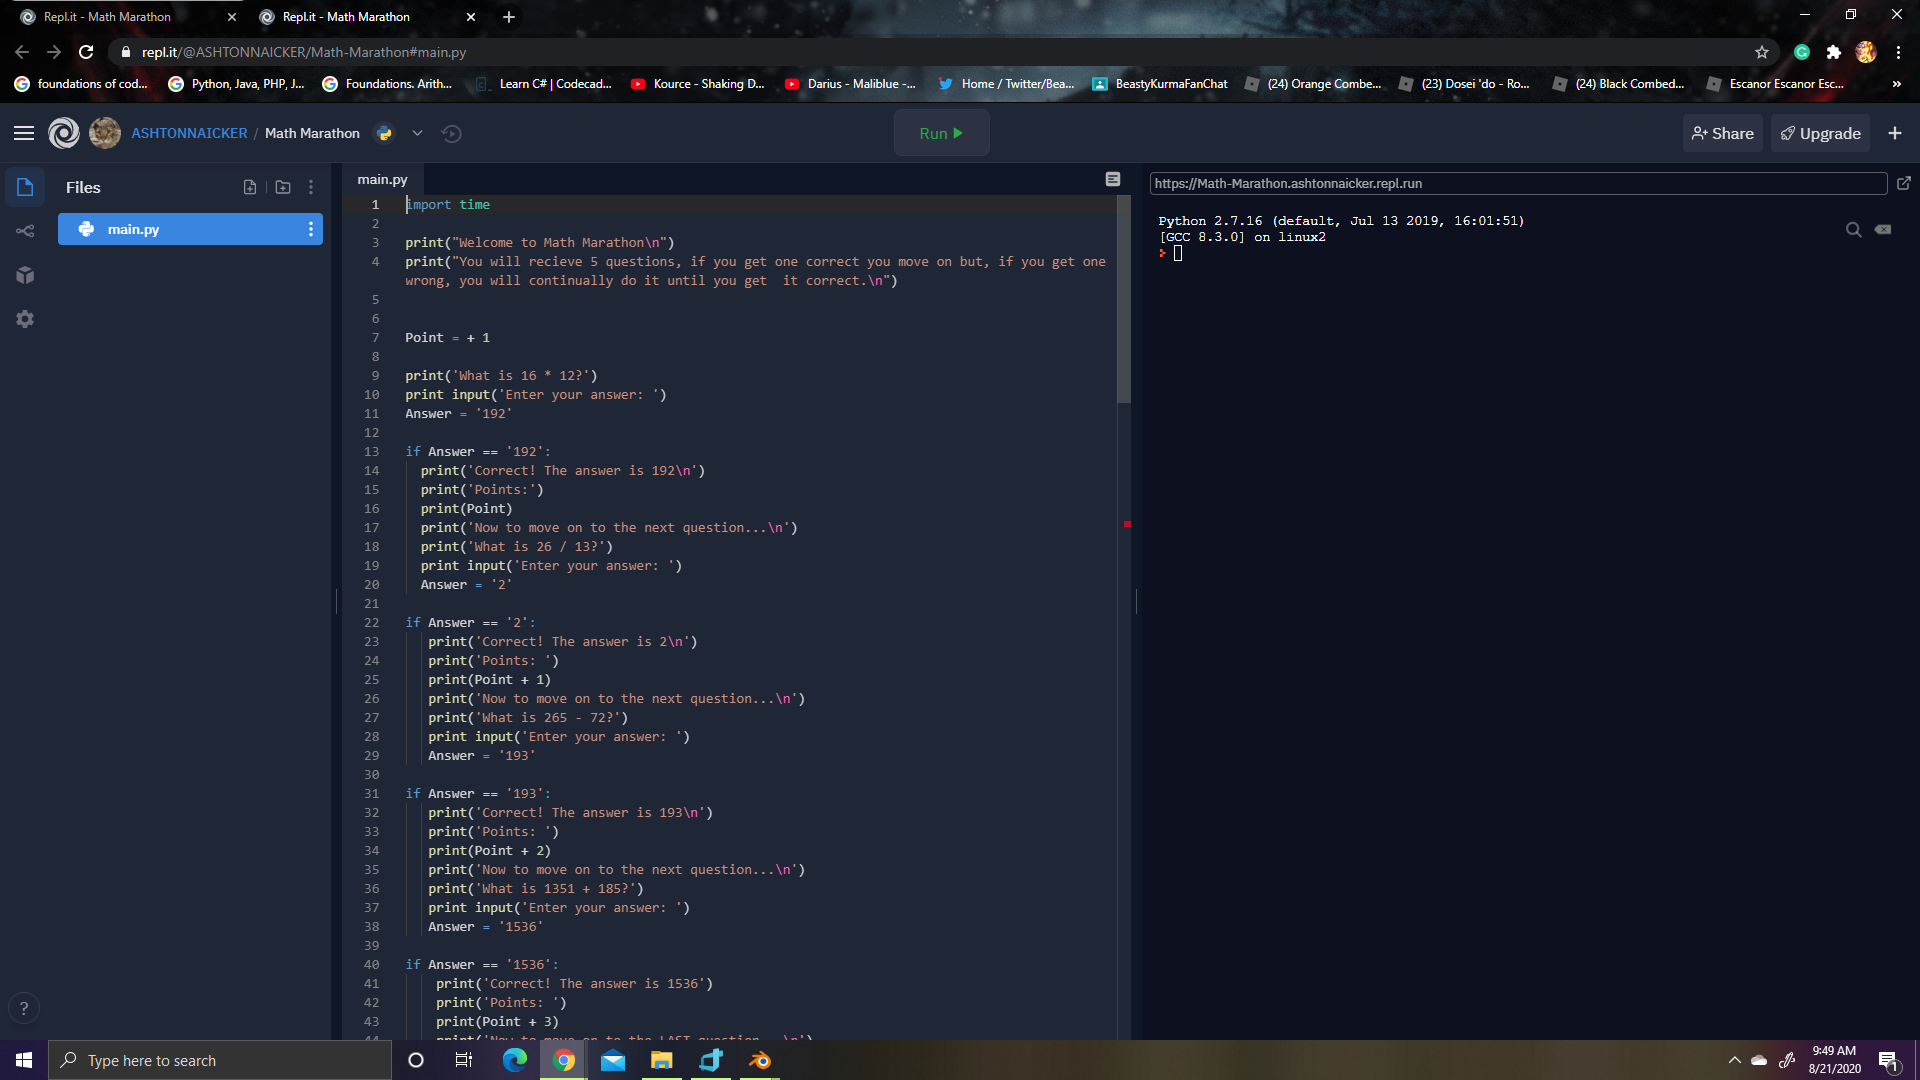 Repl.it - Math Marathon
Repl.it - Math Marathon
repl.it/@ASHTONNAICKER/Math-Marathon#main.py
foundations of cod...
Python, Java, PHP, J...
Foundations. Arith...
Learn C# | Codecad...
Kource - Shaking D...
Darius - Maliblue -...
Home / Twitter/Bea...
BeastyKurmaFanChat
(24) Orange Combe...
(23) Dosei 'do - Ro...
(24) Black Combed...
Escanor Escanor Esc...
»
ASHTONNAICKER / Math Marathon
Run
Share
Upgrade
Files
main.py
main.py
1 import time
2
3 print("Welcome to Math Marathon\n")
4 print("You will recieve 5 questions, if you get one correct you move on but, if you get one
wrong, you will continually do it until you get  it correct.\n")
5
6
7 Point = + 1
8
9 print('What is 16 * 12?')
10 print input('Enter your answer: ')
11 Answer = '192'
12
13 if Answer == '192':
14 print('Correct! The answer is 192\n')
15 print('Points:')
16 print(Point)
17 print('Now to move on to the next question...\n')
18 print('What is 26 / 13?')
19 print input('Enter your answer: ')
20 Answer = '2'
21
22 if Answer == '2':
23 print('Correct! The answer is 2\n')
24 print('Points: ')
25 print(Point + 1)
26 print('Now to move on to the next question...\n')
27 print('What is 265 - 72?')
28 print input('Enter your answer: ')
29 Answer = '193'
30
31 if Answer == '193':
32 print('Correct! The answer is 193\n')
33 print('Points: ')
34 print(Point + 2)
35 print('Now to move on to the next question...\n')
36 print('What is 1351 + 185?')
37 print input('Enter your answer: ')
38 Answer = '1536'
39
40 if Answer == '1536':
41 print('Correct! The answer is 1536')
42 print('Points: ')
43 print(Point + 3)
44 print('Now to move on to the LAST question...\n')
https://Math-Marathon.ashtonnaicker.repl.run
Python 2.7.16 (default, Jul 13 2019, 16:01:51)
[GCC 8.3.0] on linux2
?
Type here to search
9:49 AM
8/21/2020
1